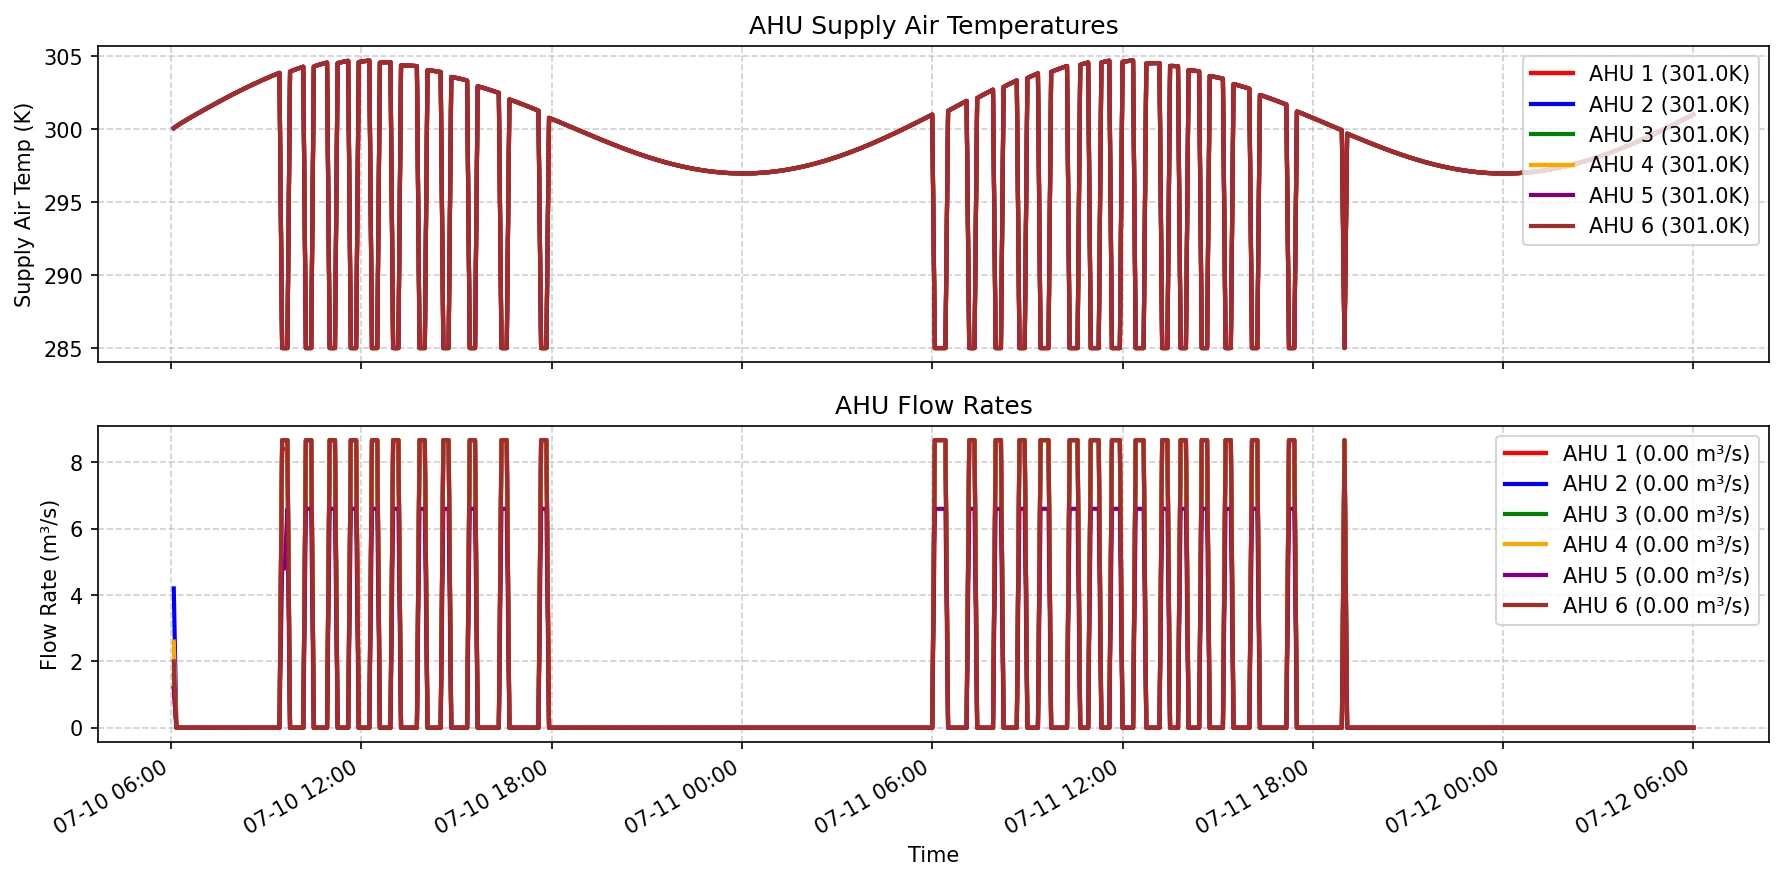 AHU Supply Air Temperatures
Supply Air Temp (K)
305
300
295
290
285
AHU 1 (301.0K)
AHU 2 (301.0K)
AHU 3 (301.0K)
AHU 4 (301.0K)
AHU 5 (301.0K)
AHU 6 (301.0K)
AHU Flow Rates
Flow Rate (m³/s)
8
6
4
2
0
AHU 1 (0.00 m³/s)
AHU 2 (0.00 m³/s)
AHU 3 (0.00 m³/s)
AHU 4 (0.00 m³/s)
AHU 5 (0.00 m³/s)
AHU 6 (0.00 m³/s)
07-10 06:00
07-10 12:00
07-10 18:00
07-11 00:00
07-11 06:00
07-11 12:00
07-11 18:00
07-12 00:00
07-12 06:00
Time